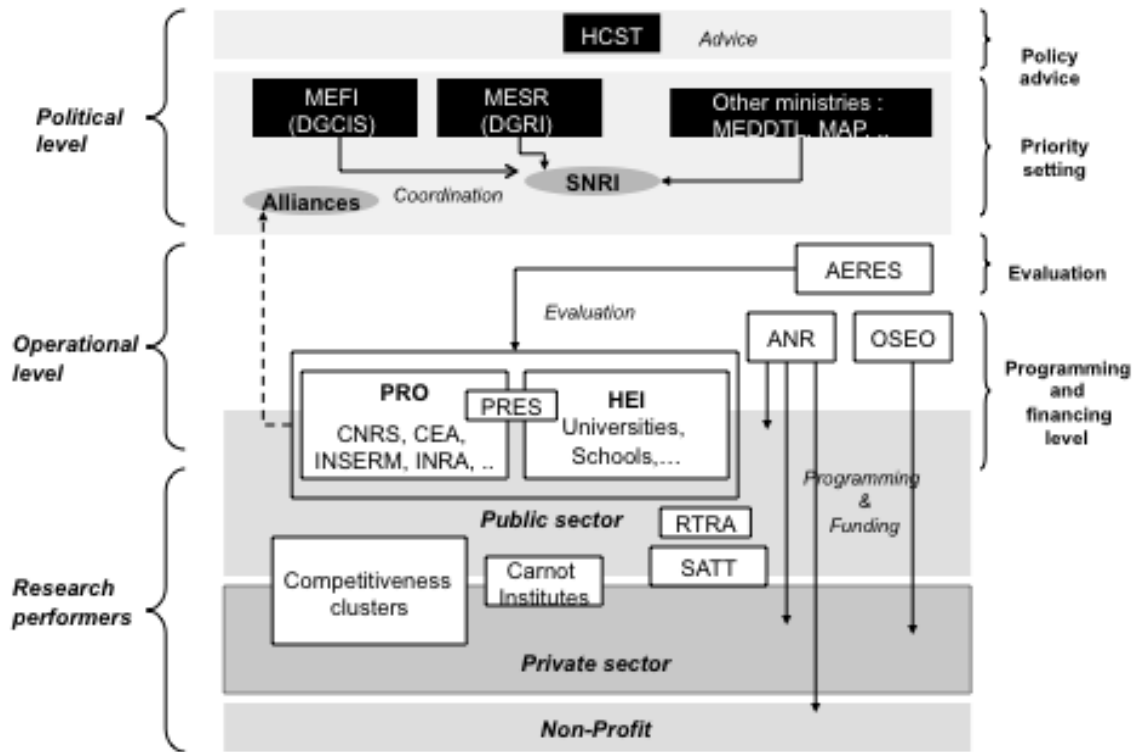 HCST
Advice
Policy
advice
Political
level
MEFI
(DGCIS)
MESR
(DGRI)
Other ministries :
MEDDTL, MAP, ..
Priority
setting
SNRI
Coordination
Alliances
AERES
Evaluation
Evaluation
Operational
level
ANR
OSEO
Programming
and
financing
level
PRO
CNRS, CEA,
INSERM, INRA, ..
PRES
HEI
Universities,
Schools,...
Programming
&
Funding
Public sector
RTRA
SATT
Research
performers
Competitiveness
clusters
Carnot
Institutes
Private sector
Non-Profit